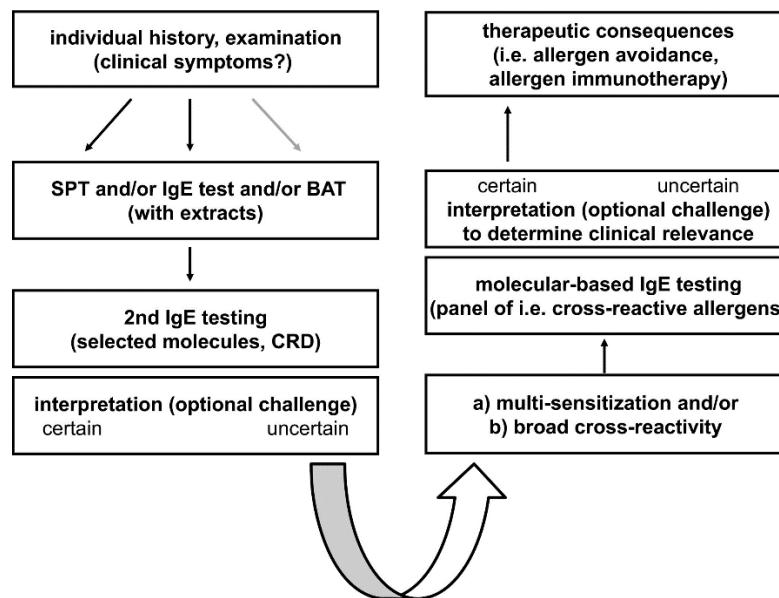 individual history, examination
(clinical symptoms?)
SPT and/or IgE test and/or BAT
(with extracts)
2nd IgE testing
(selected molecules, CRD)
interpretation (optional challenge)
certain uncertain
therapeutic consequences
(i.e. allergen avoidance,
allergen immunotherapy)
certain uncertain
interpretation (optional challenge)
to determine clinical relevance
molecular-based IgE testing
(panel of i.e. cross-reactive allergens
a) multi-sensitization and/or
b) broad cross-reactivity